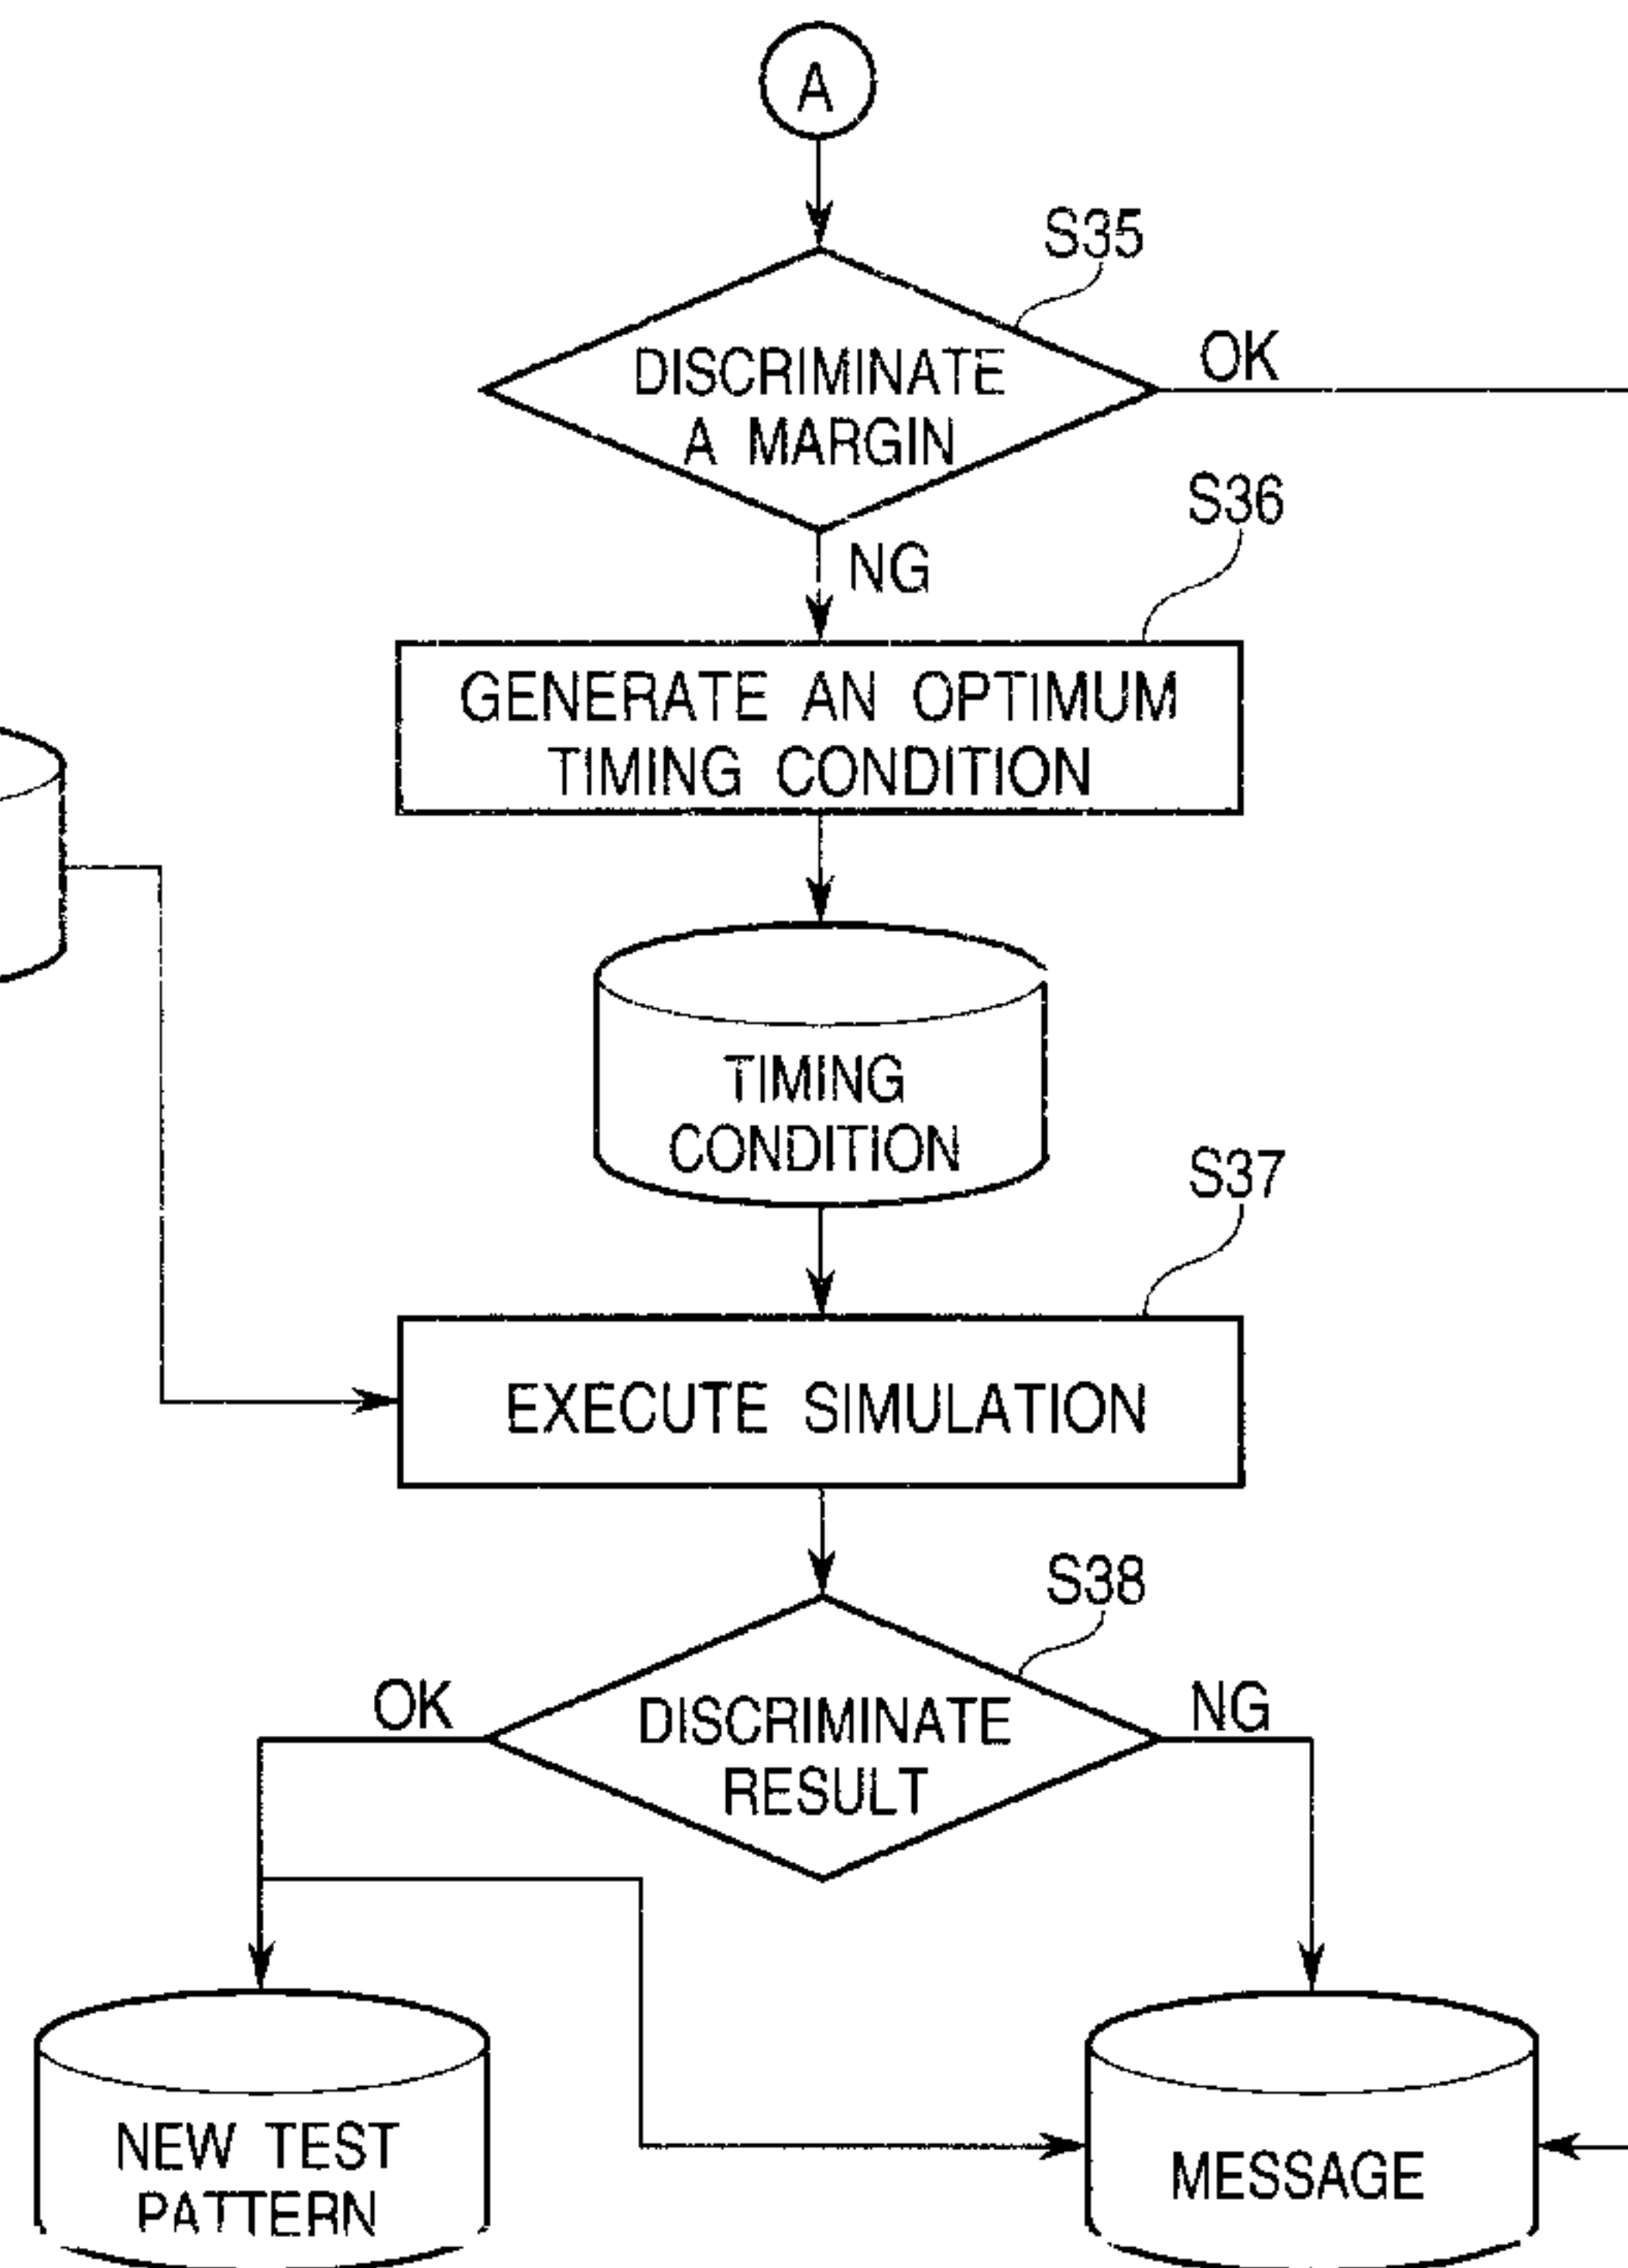 A
S35
DISCRIMINATE
A MARGIN
OK
S36
NG
GENERATE AN OPTIMUM
TIMING CONDITION
TIMING
CONDITION
S37
EXECUTE SIMULATION
S38
OK
DISCRIMINATE
RESULT
NG
NEW TEST
PATTERN
MESSAGE